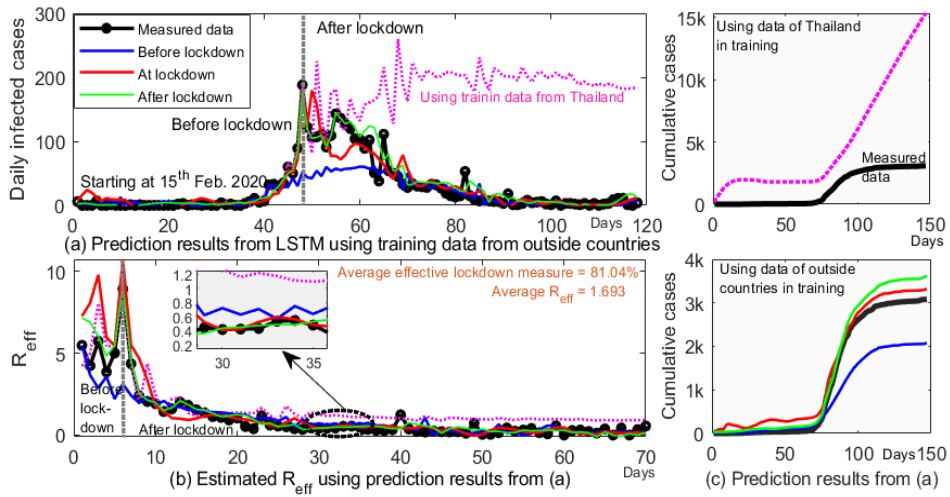 300
200
100
0
Daily infected cases
Measured data
Before lockdown
At lockdown
After lockdown
After lockdown
Before lockdown
Using trainin data from Thailand
Starting at 15th Feb. 2020
0 20 40 60 80 100 120
Days
(a) Prediction results from LSTM using training data from outside countries
10
5
0
R eff
1.2
1
0.8
0.6
0.4
0.2
30 35
Average effective lockdown measure = 81.04%
Average Reff = 1.693
Before
lock-
down
After lockdown
0 10 20 30 40 50 60 70
Days
(b) Estimated Reff using prediction results from (a)
15k
10k
5k
0
Cumulative cases
Using data of Thailand
in training
Measured
data
0 50 100 150
Days
4k
3k
2k
1k
0
Cumulative cases
Using data of outside
countries in training
0 50 100 Days 150
(c) Prediction results from (a)